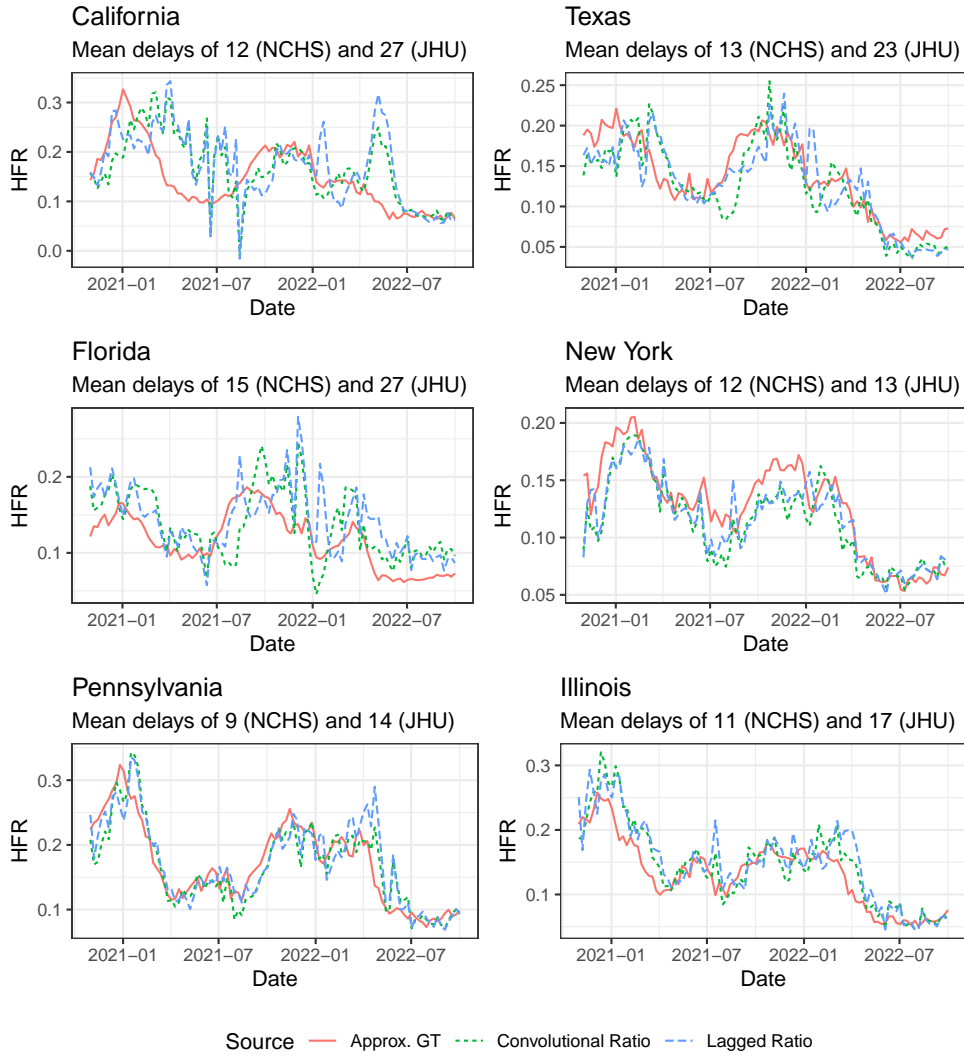 California
Mean delays of 12 (NCHS) and 27 (JHU)
HFR
0.3
0.2
0.1
0.0
2021−01
2021−07
2022−01
2022−07
Date
Texas
Mean delays of 13 (NCHS) and 23 (JHU)
HFR
0.25
0.20
0.15
0.10
0.05
2021−01
2021−07
2022−01
2022−07
Date
Florida
Mean delays of 15 (NCHS) and 27 (JHU)
HFR
0.2
0.1
2021−01
2021−07
2022−01
2022−07
Date
New York
Mean delays of 12 (NCHS) and 13 (JHU)
HFR
0.20
0.15
0.10
0.05
2021−01
2021−07
2022−01
2022−07
Date
Pennsylvania
Mean delays of 9 (NCHS) and 14 (JHU)
HFR
0.3
0.2
0.1
2021−01
2021−07
2022−01
2022−07
Date
Illinois
Mean delays of 11 (NCHS) and 17 (JHU)
HFR
0.3
0.2
0.1
2021−01
2021−07
2022−01
2022−07
Date
Source Approx. GT Convolutional Ratio Lagged Ratio